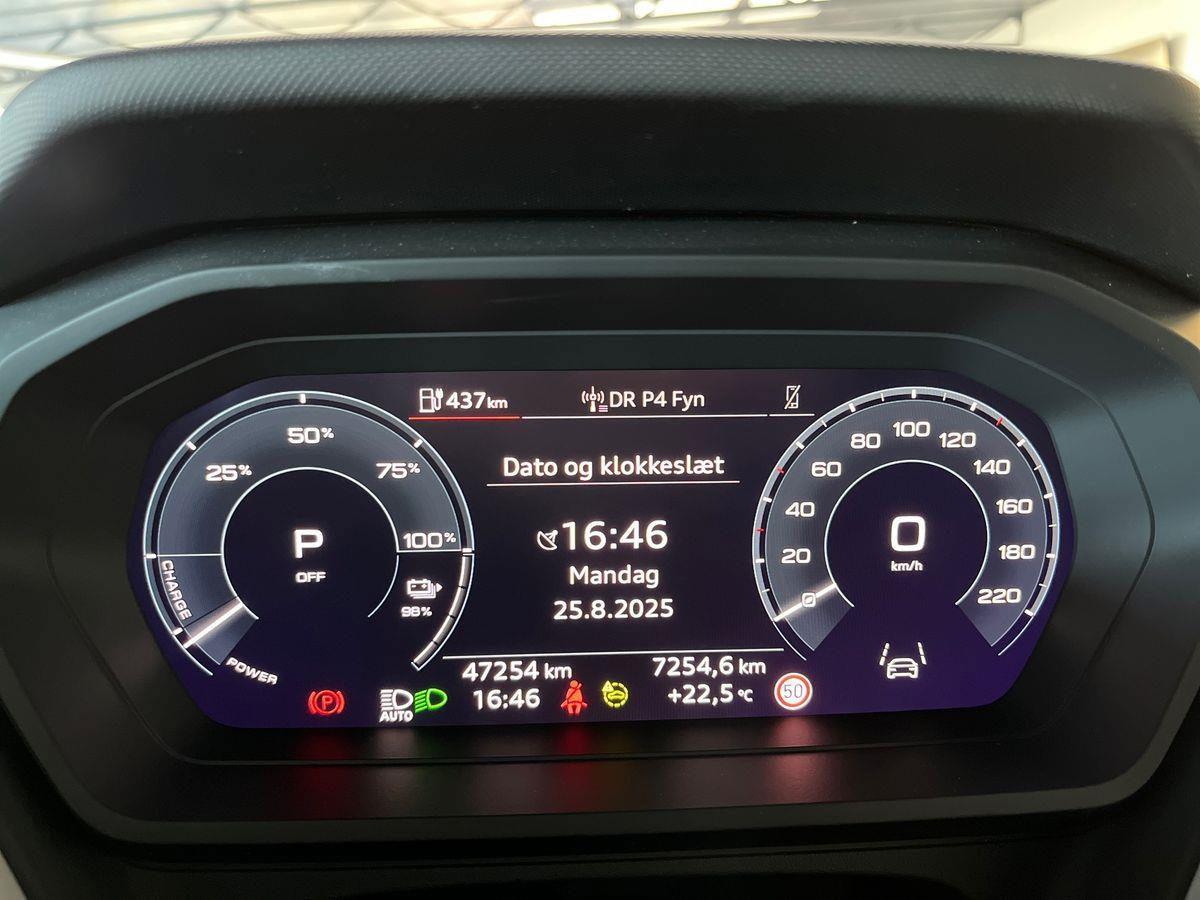 437 km
DR P4 Fyn
Dato og klokkeslæt
16:46
Mandag
25.8.2025
25%
50%
75%
100%
P
OFF
CHARGE
POWER
98%
20
40
60
80
100
120
140
160
180
220
0
km/h
47254 km
7254,6 km
P
AUTO
16:46
+22,5 °C
50